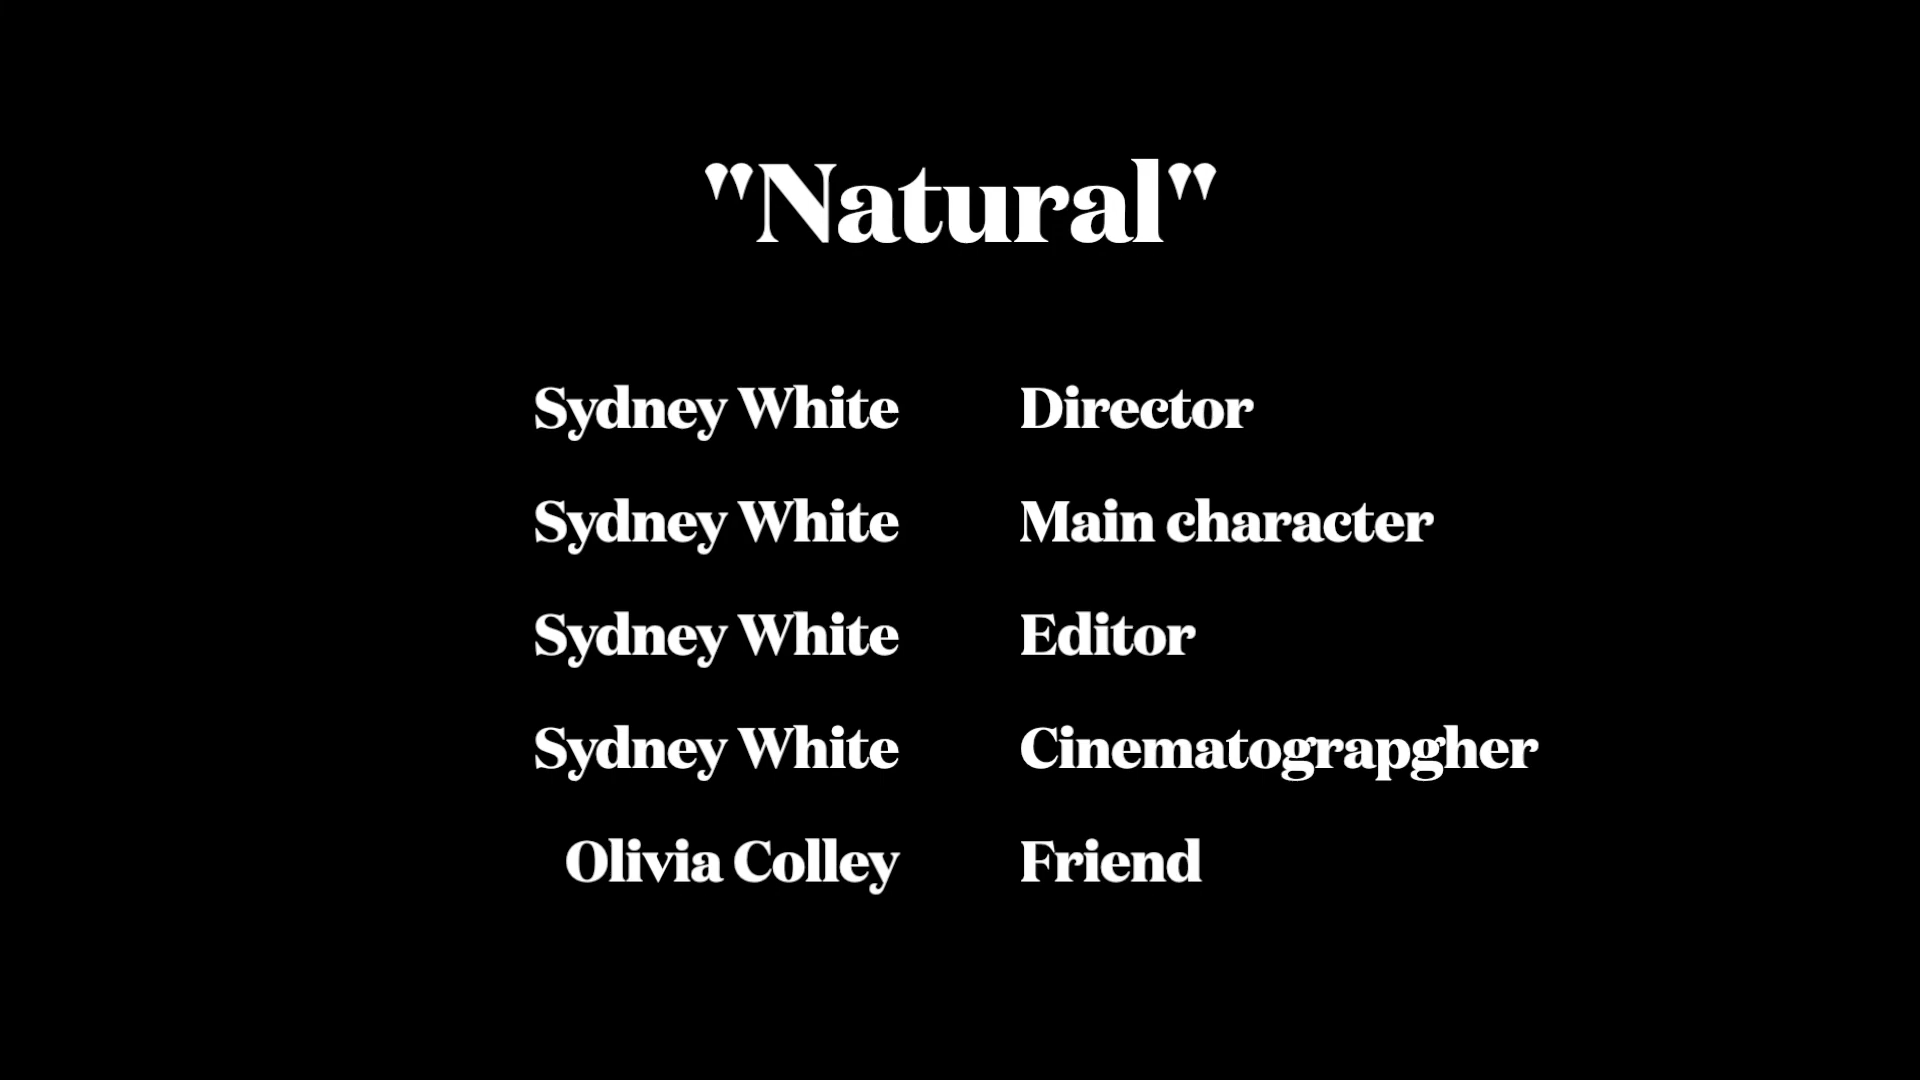 "Natural"
Sydney White Director
Sydney White Main character
Sydney White Editor
Sydney White Cinematograpgher
Olivia Colley Friend